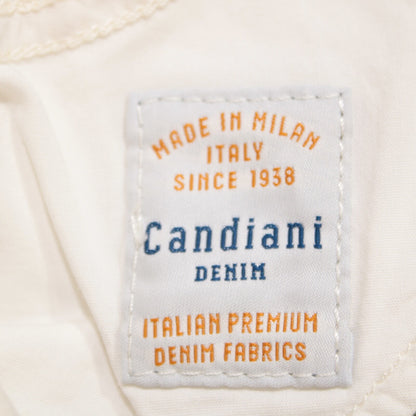 MADE IN MILAN
ITALY
SINCE 1938
Candiani
DENIM
ITALIAN PREMIUM
DENIM FABRICS